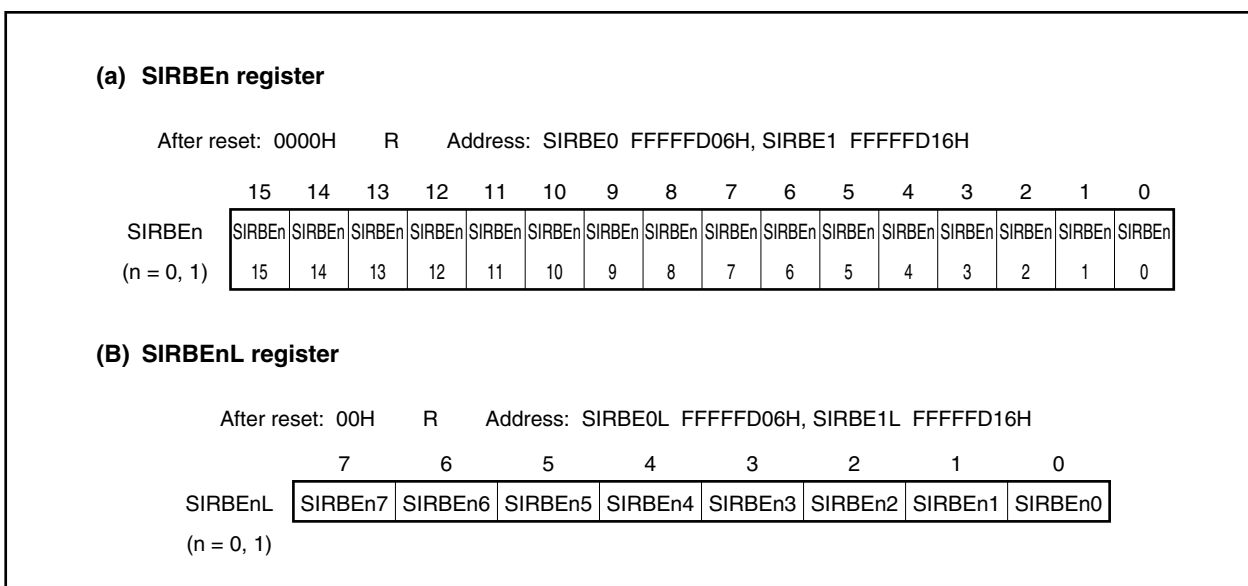 (a) SIRBEn register
After reset: 0000H R Address: SIRBE0 FFFFFD06H, SIRBE1 FFFFFD16H
15 14 13 12 11 10 9 8 7 6 5 4 3 2 1 0
SIRBEn SIRBEn SIRBEn SIRBEn SIRBEn SIRBEn SIRBEn SIRBEn SIRBEn SIRBEn SIRBEn SIRBEn SIRBEn SIRBEn SIRBEn SIRBEn SIRBEn
(n = 0, 1) 15 14 13 12 11 10 9 8 7 6 5 4 3 2 1 0
(B) SIRBEnL register
After reset: 00H R Address: SIRBE0L FFFFFD06H, SIRBE1L FFFFFD16H
7 6 5 4 3 2 1 0
SIRBEnL SIRBEn7 SIRBEn6 SIRBEn5 SIRBEn4 SIRBEn3 SIRBEn2 SIRBEn1 SIRBEn0
(n = 0, 1)